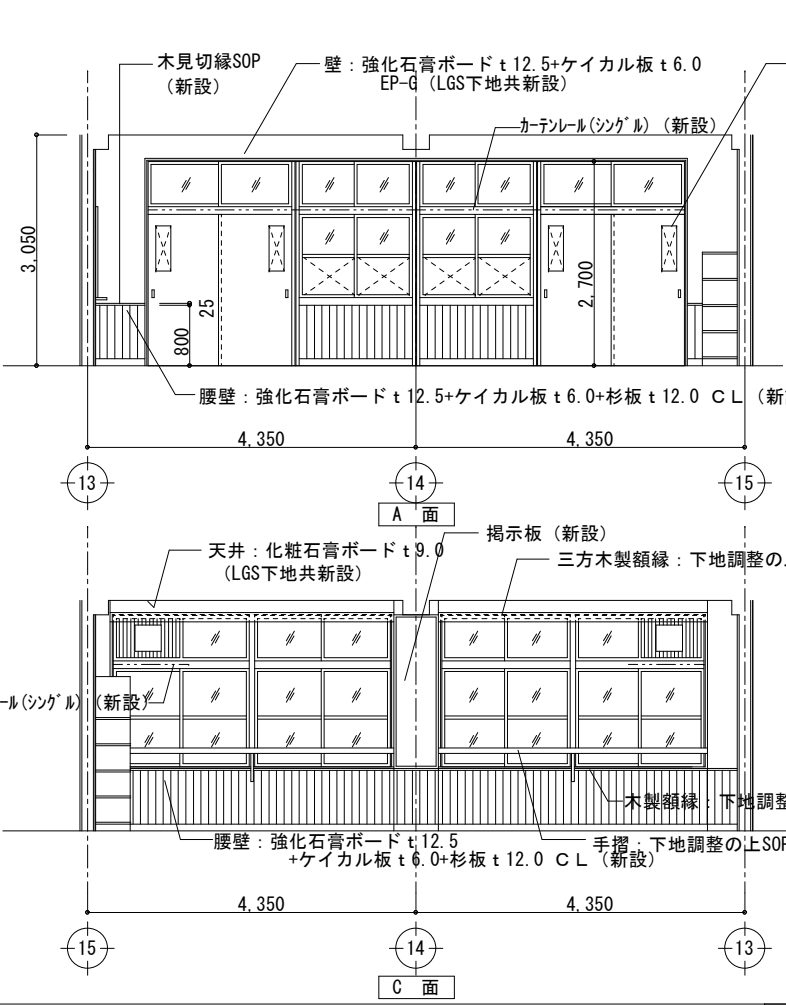 木見切縁SOP
（新設）
壁：強化石膏ボードｔ12.5+ケイカル板ｔ6.0
EP-G（LGS下地共新設）
ｶｰﾃﾝﾚｰﾙ(ｼﾝｸﾞﾙ)（新設）
3,050
800
25
2,700
腰壁：強化石膏ボードｔ12.5+ケイカル板ｔ6.0+杉板ｔ12.0 ＣＬ（新
4,350
4,350
13
14
15
A 面
天井：化粧石膏ボードｔ9.0
（LGS下地共新設）
掲示板（新設）
三方木製額縁：下地調整の
ｰﾙ(ｼﾝｸﾞﾙ)（新設）
木製額縁：下地調整
腰壁：強化石膏ボードｔ12.5
+ケイカル板ｔ6.0+杉板ｔ12.0 ＣＬ（新設）
手摺：下地調整の上SOP
4,350
4,350
15
14
13
C 面